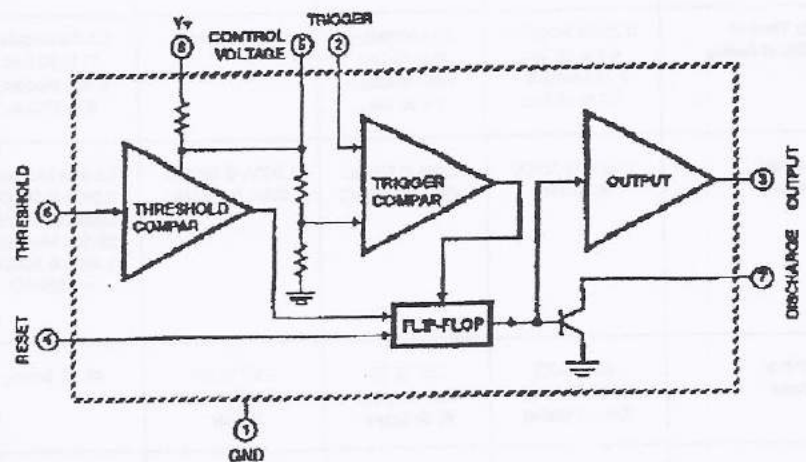 V+
CONTROL
VOLTAGE
TRIGGER
8
5
2
THRESHOLD
6
THRESHOLD
COMPAR
TRIGGER
COMPAR
OUTPUT
3
OUTPUT
7
DISCHARGE
RESET
4
FLIP-FLOP
1
GND